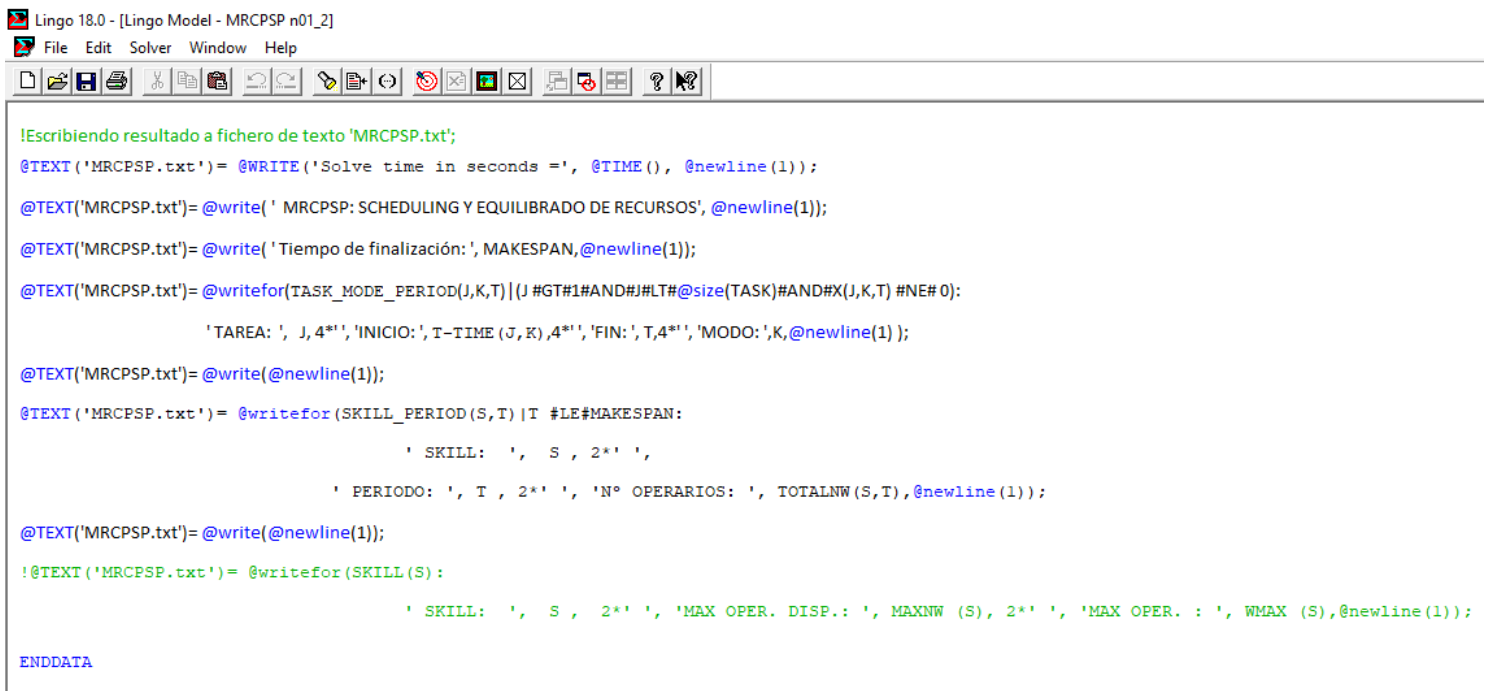 Lingo 18.0 - [Lingo Model - MRCPSP n01_2]
File Edit Solver Window Help
!Escribiendo resultado a fichero de texto 'MRCPSP.txt';
@TEXT('MRCPSP.txt')= @WRITE('Solve time in seconds =', @TIME(), @newline(1));
@TEXT('MRCPSP.txt')= @write( '  MRCPSP: SCHEDULING Y EQUILIBRADO DE RECURSOS', @newline(1));
@TEXT('MRCPSP.txt')= @write( ' Tiempo de finalización: ', MAKESPAN,@newline(1));
@TEXT('MRCPSP.txt')= @writefor(TASK_MODE_PERIOD(J,K,T)|(J #GT#1#AND#J#LT#@size(TASK)#AND#X(J,K,T) #NE# 0):
' TAREA: ',  J, 4*' ', 'INICIO: ', T-TIME(J,K),4*' ', 'FIN: ', T,4*' ', 'MODO: ',K,@newline(1) );
@TEXT('MRCPSP.txt')= @write(@newline(1));
@TEXT('MRCPSP.txt')= @writefor(SKILL_PERIOD(S,T)|T #LE#MAKESPAN:
' SKILL:  ',  S , 2*' ',
' PERIODO: ', T , 2*' ', 'Nº OPERARIOS: ', TOTALNW(S,T),@newline(1));
@TEXT('MRCPSP.txt')= @write(@newline(1));
!@TEXT('MRCPSP.txt')= @writefor(SKILL(S):
' SKILL:  ',  S ,  2*' ', 'MAX OPER. DISP.: ', MAXNW (S), 2*' ', 'MAX OPER. : ', WMAX (S),@newline(1));
ENDDATA